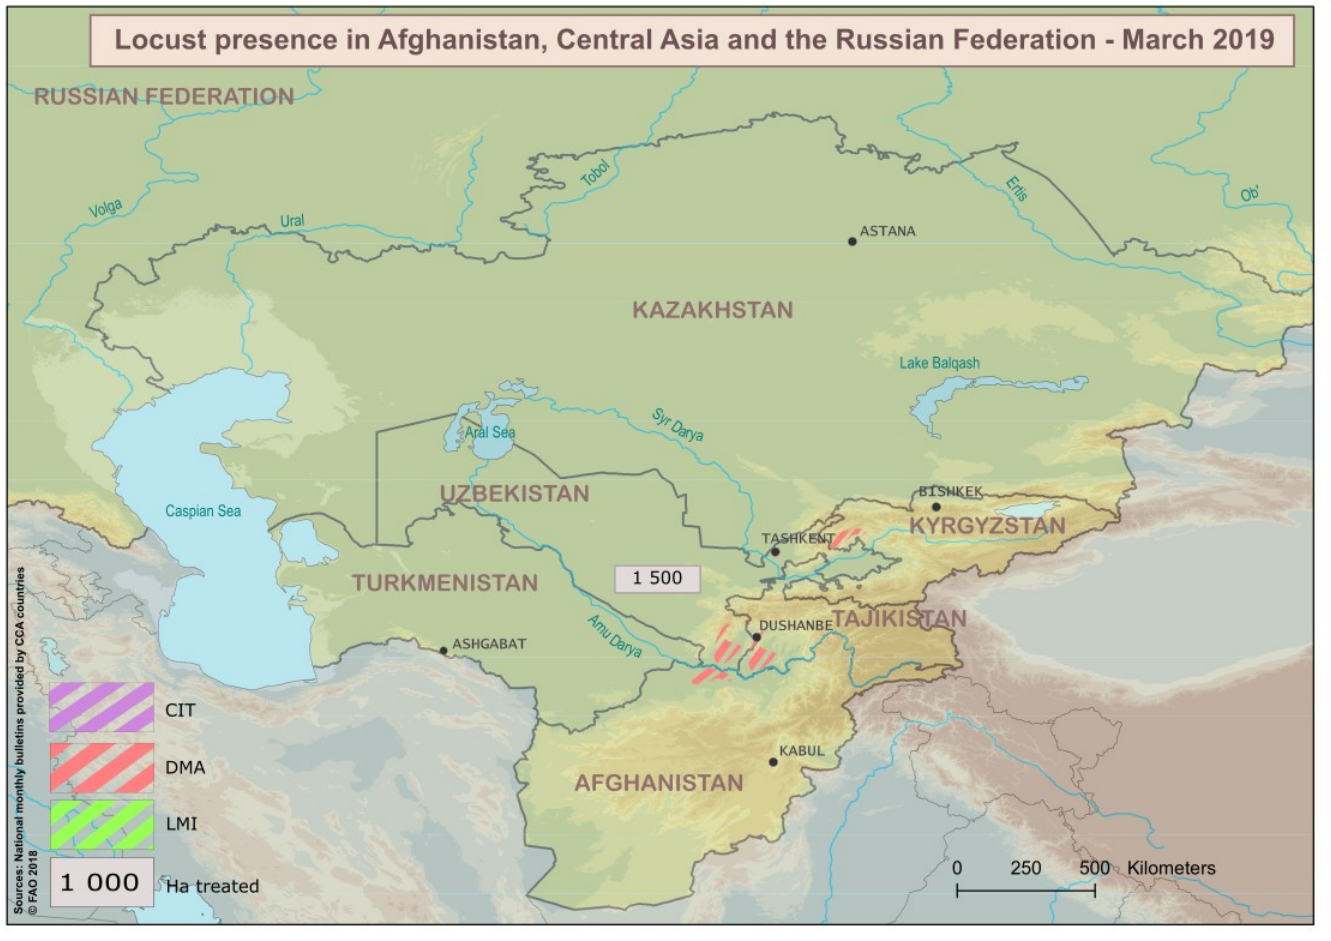 Locust presence in Afghanistan, Central Asia and the Russian Federation - March 2019
RUSSIAN FEDERATION
Tobol
Ertis
Ob'
Volga
Ural
ASTANA
KAZAKHSTAN
Lake Balqash
Syr Darya
Aral Sea
UZBEKISTAN
BISHKEK
Caspian Sea
KYRGYZSTAN
TASHKENT
TURKMENISTAN
1 500
TAJIKISTAN
DUSHANBE
Amu Darya
ASHGABAT
KABUL
AFGHANISTAN
CIT
DMA
LMI
1 000 Ha treated
0 250 500 Kilometers
Sources: National monthly bulletins provided by CCA countries
© FAO 2018